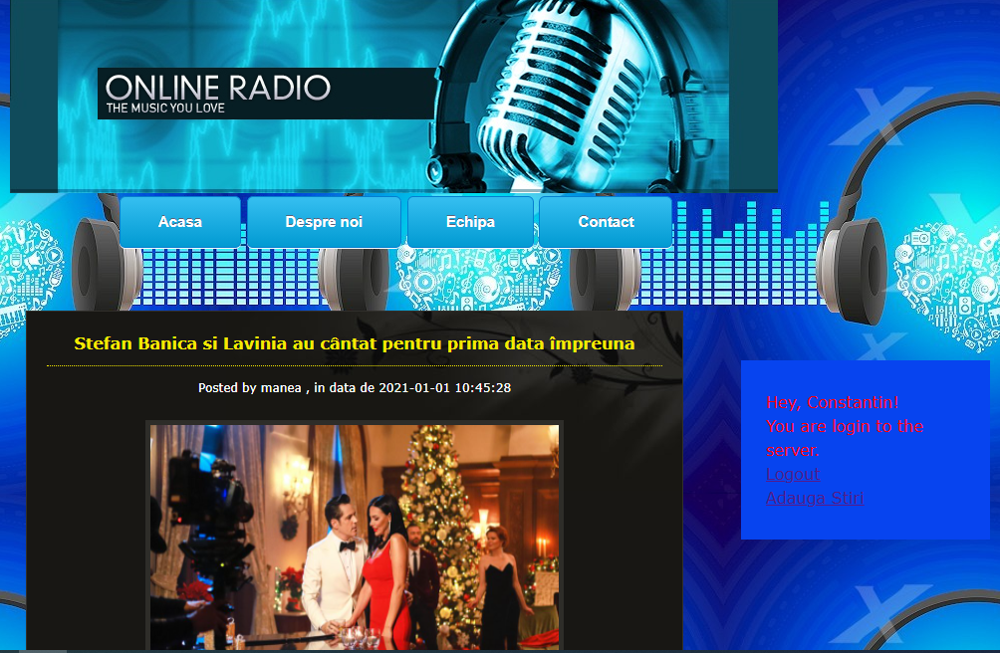 ONLINE RADIO
THE MUSIC YOU LOVE
Acasa
Despre noi
Echipa
Contact
Stefan Banica si Lavinia au cântat pentru prima data împreuna
Posted by manea , in data de 2021-01-01 10:45:28
Hey, Constantin!
You are login to the
server.
Logout
Adauga Stiri